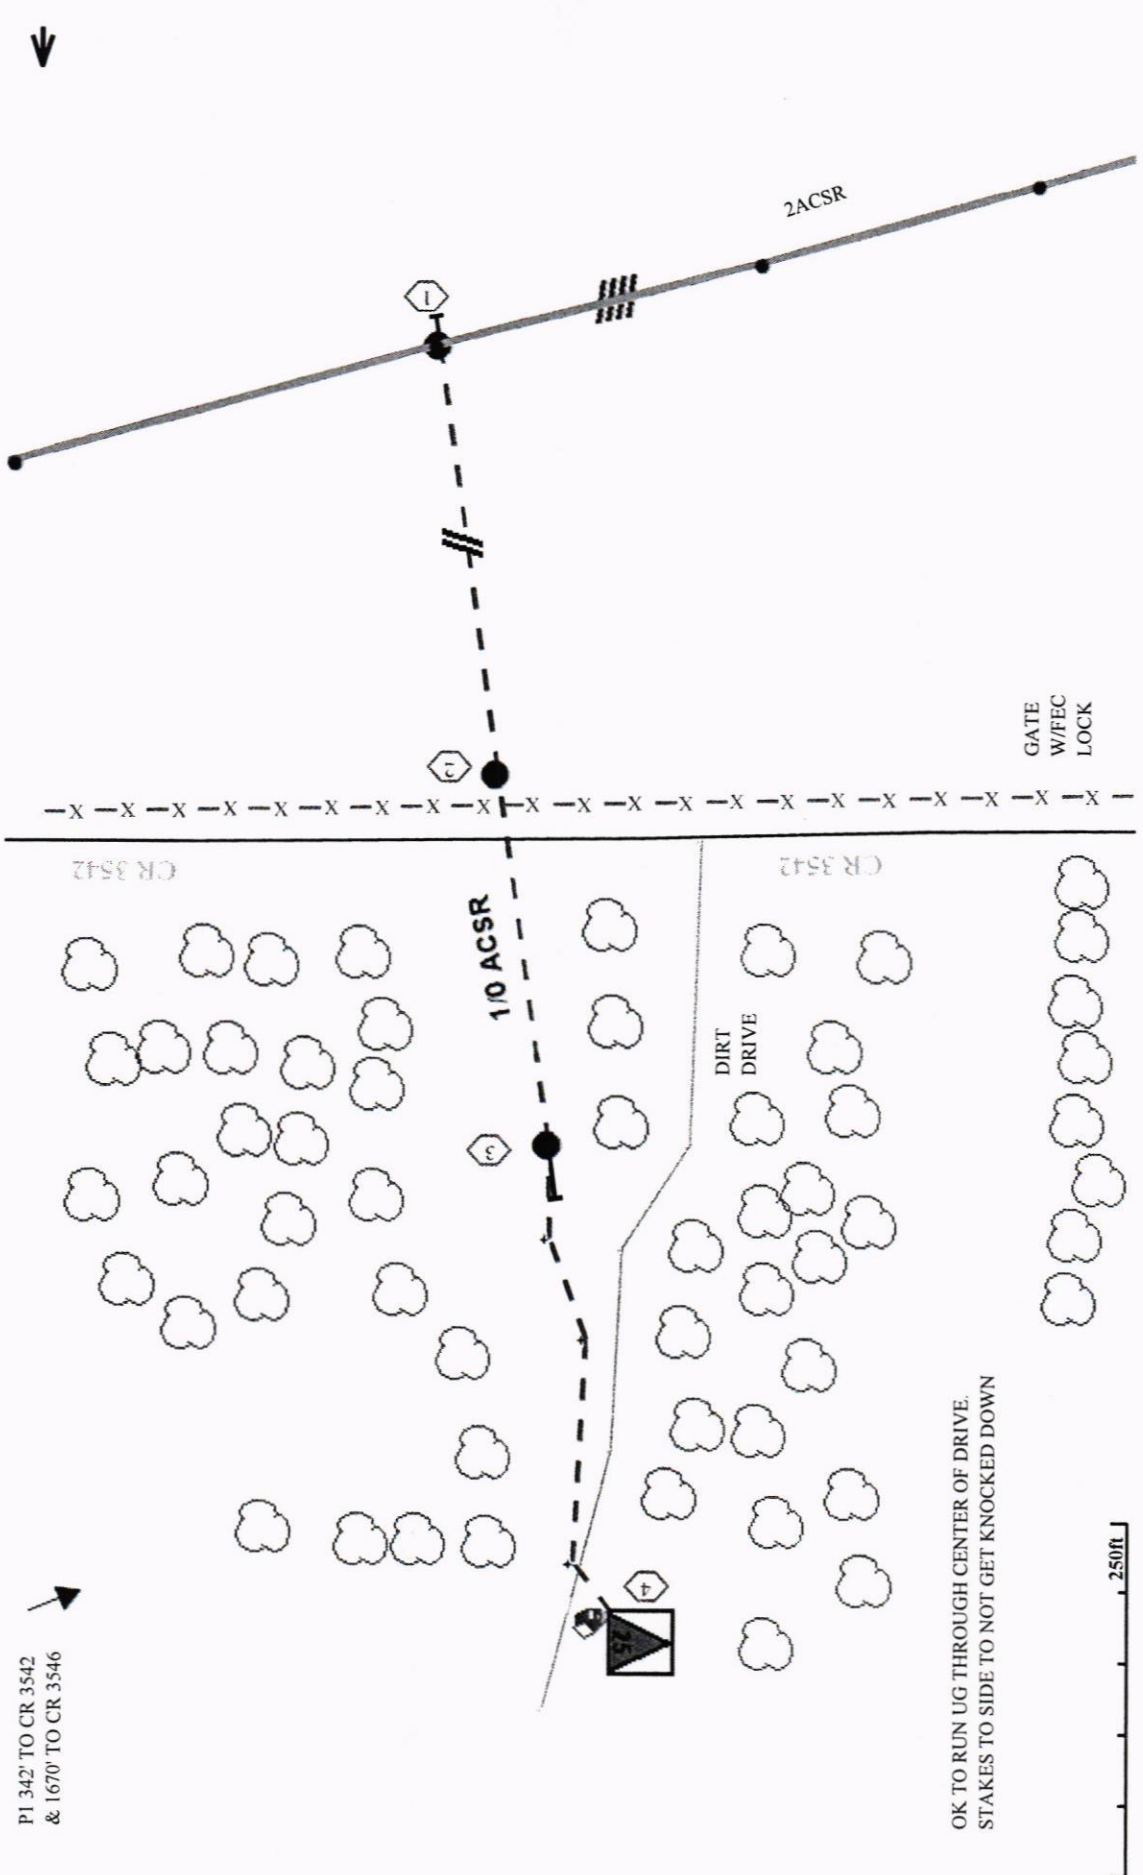 P1 342' TO CR 3542
& 1670' TO CR 3546
OK TO RUN UG THROUGH CENTER OF DRIVE.
STAKES TO SIDE TO NOT GET KNOCKED DOWN
250ft
25
4
3
2
1
1/0 ACSR
DIRT
DRIVE
CR 3542
CR 3542
X X X X X X X X X X X X X X X X X X X X X
GATE
W/FEC
LOCK
2ACSR